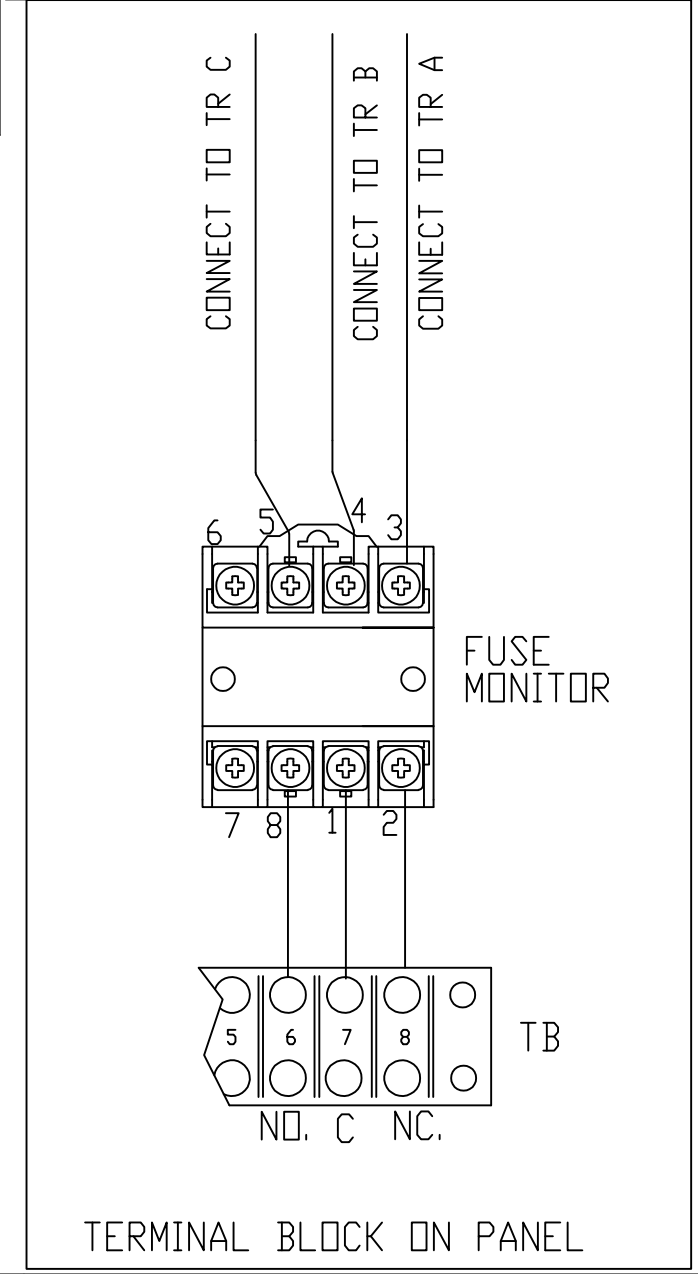 CONNECT TO TR C
CONNECT TO TR B
CONNECT TO TR A
6 5 4 3
FUSE
MONITOR
7 8 1 2
5 6 7 8
TB
NO. C NC.
TERMINAL BLOCK ON PANEL